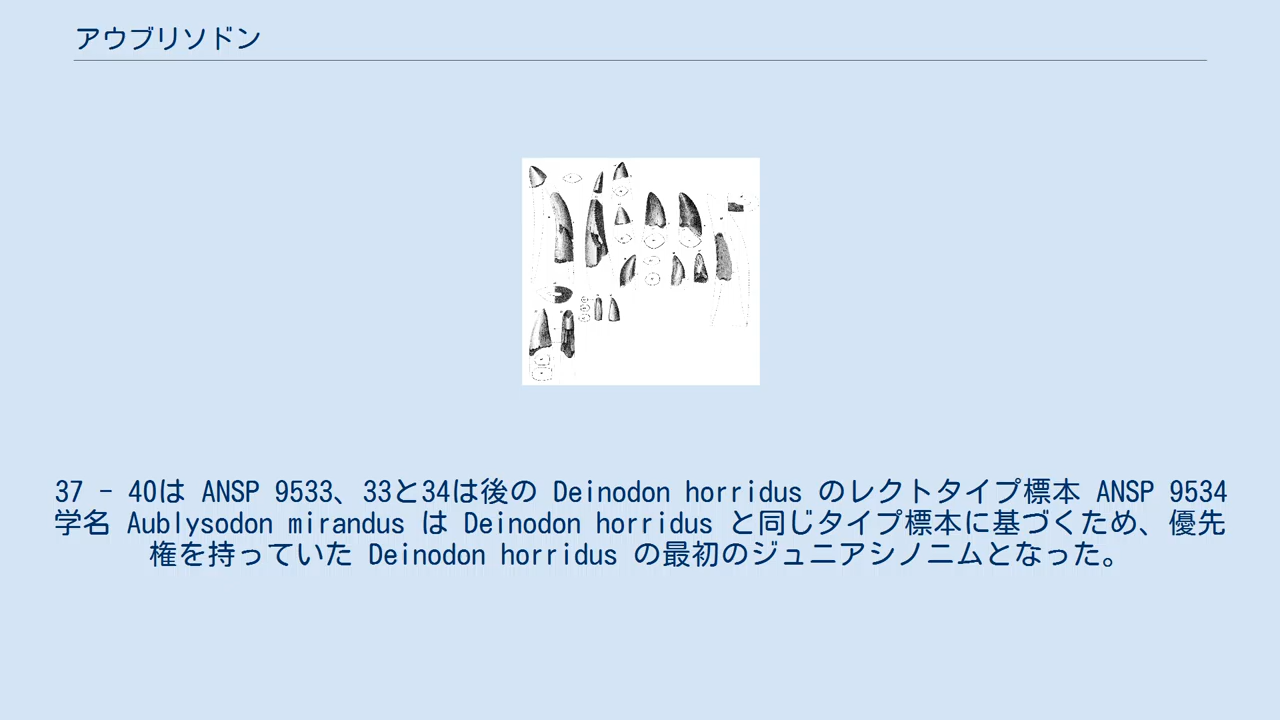 アウブリソドン
37 - 40は ANSP 9533、33と34は後の Deinodon horridus のレクトタイプ標本 ANSP 9534
学名 Aublysodon mirandus は Deinodon horridus と同じタイプ標本に基づくため、優先
権を持っていた Deinodon horridus の最初のジュニアシノニムとなった。